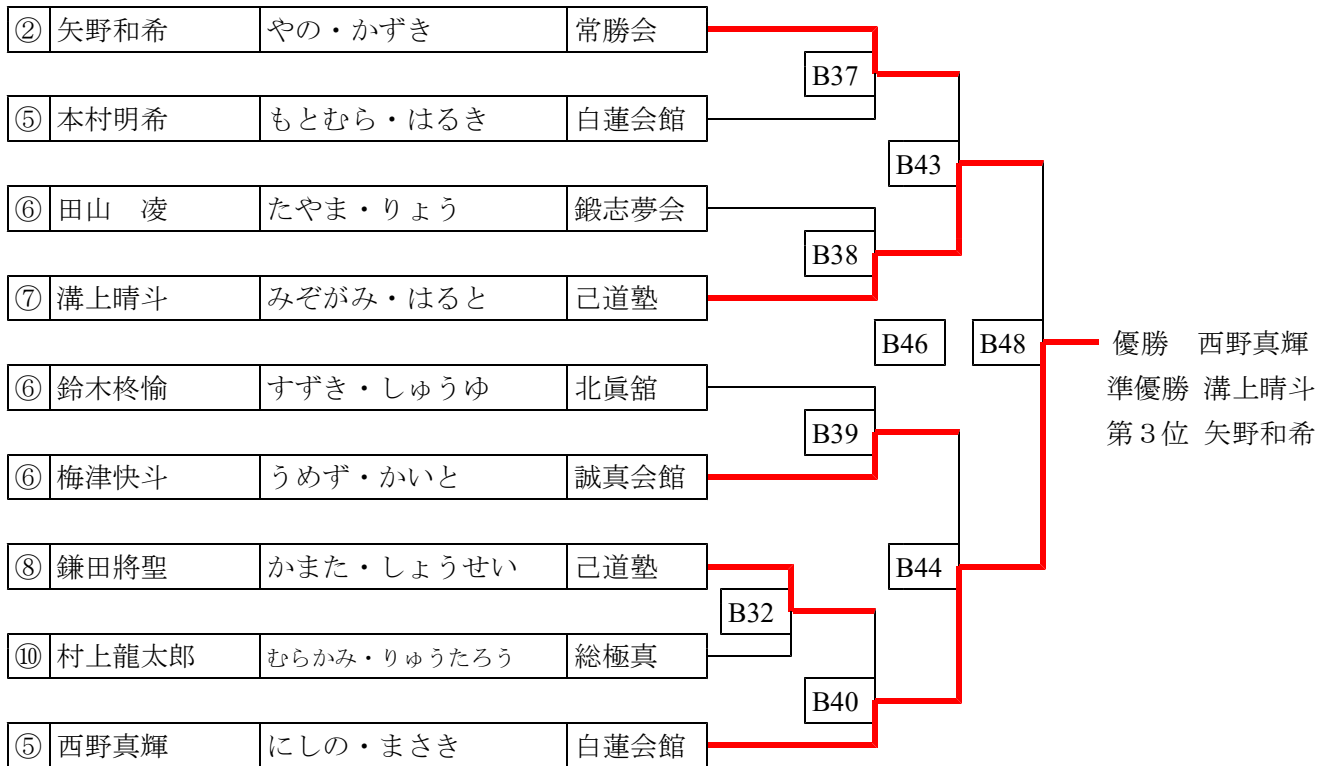 ② 矢野和希 やの・かずき 常勝会
B37
⑤ 本村明希 もとむら・はるき 白蓮会館
B43
⑥ 田山　凌 たやま・りょう 鍛志夢会
B38
⑦ 溝上晴斗 みぞがみ・はると 己道塾
B46 B48 優勝　西野真輝
⑥ 鈴木柊愉 すずき・しゅうゆ 北眞舘
準優勝 溝上晴斗
B39 第３位 矢野和希
⑥ 梅津快斗 うめず・かいと 誠真会館
⑧ 鎌田將聖 かまた・しょうせい 己道塾
B44
B32
⑩ 村上龍太郎 むらかみ・りゅうたろう 総極真
B40
⑤ 西野真輝 にしの・まさき 白蓮会館